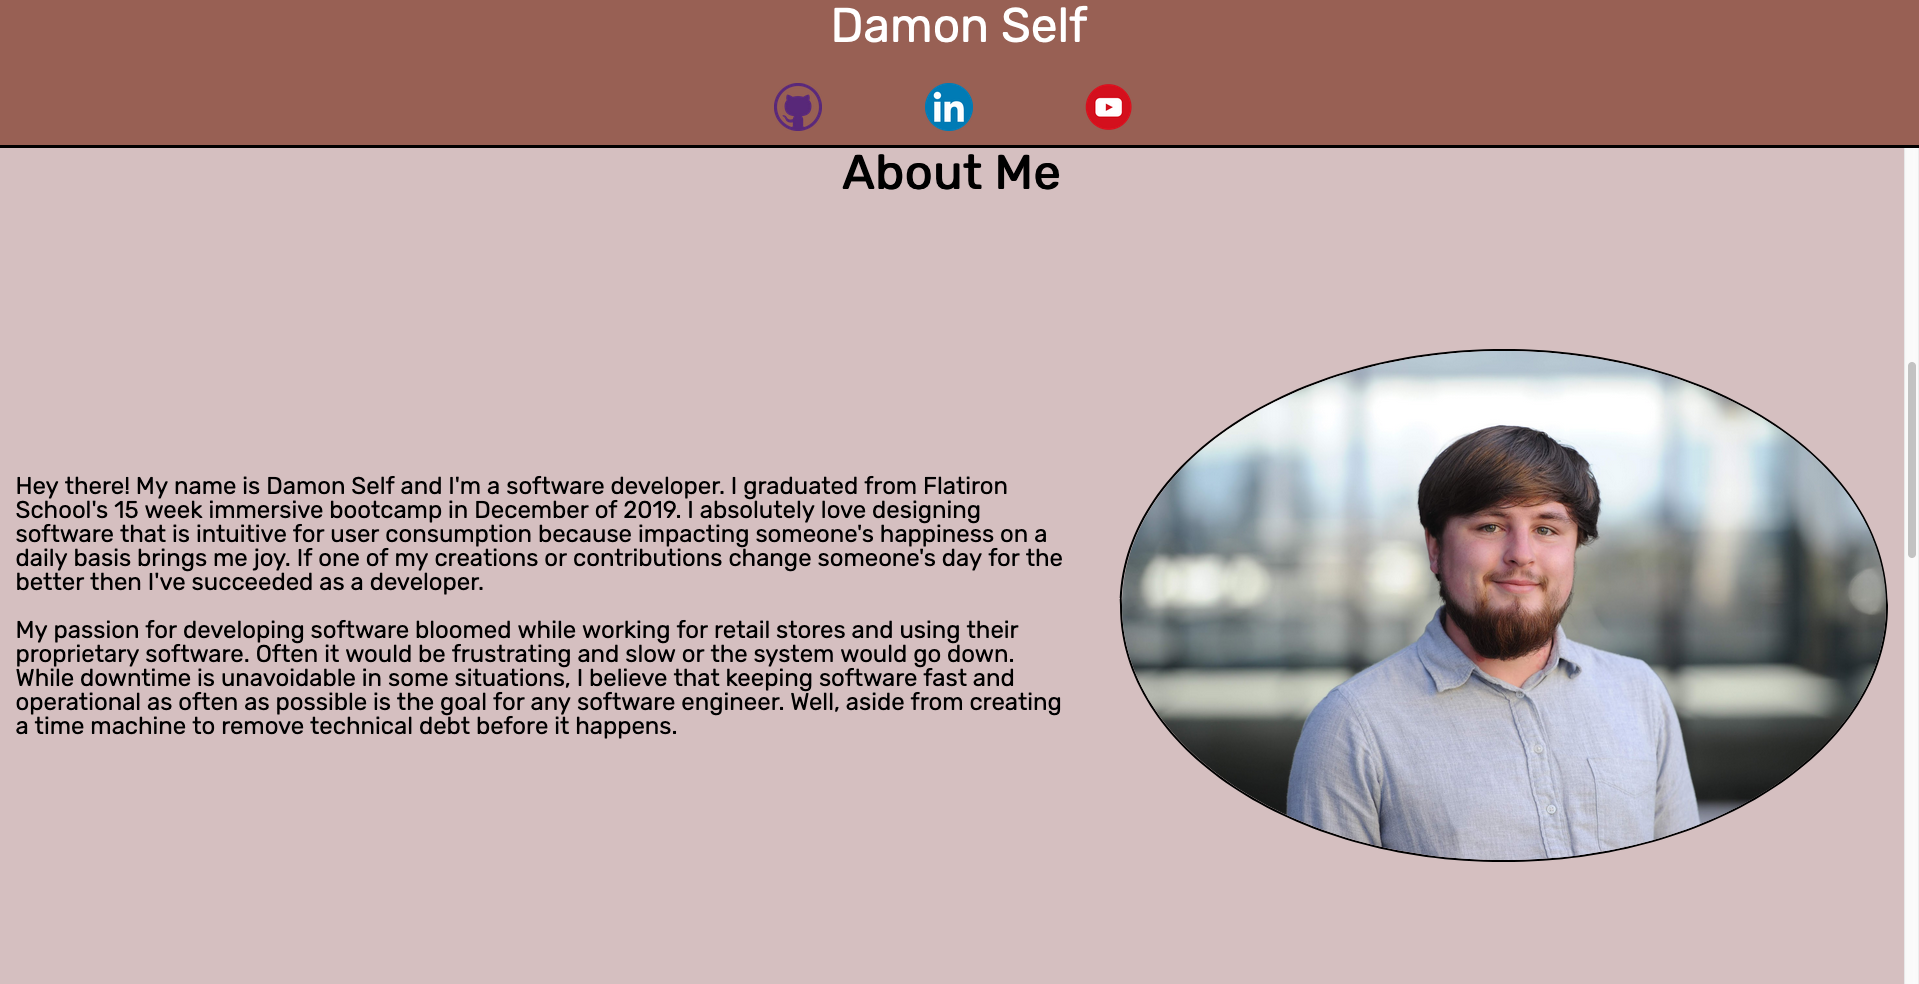 Damon Self
in
About Me
Hey there! My name is Damon Self and I'm a software developer. I graduated from Flatiron
School's 15 week immersive bootcamp in December of 2019. I absolutely love designing
software that is intuitive for user consumption because impacting someone's happiness on a
daily basis brings me joy. If one of my creations or contributions change someone's day for the
better then I've succeeded as a developer.
My passion for developing software bloomed while working for retail stores and using their
proprietary software. Often it would be frustrating and slow or the system would go down.
While downtime is unavoidable in some situations, I believe that keeping software fast and
operational as often as possible is the goal for any software engineer. Well, aside from creating
a time machine to remove technical debt before it happens.